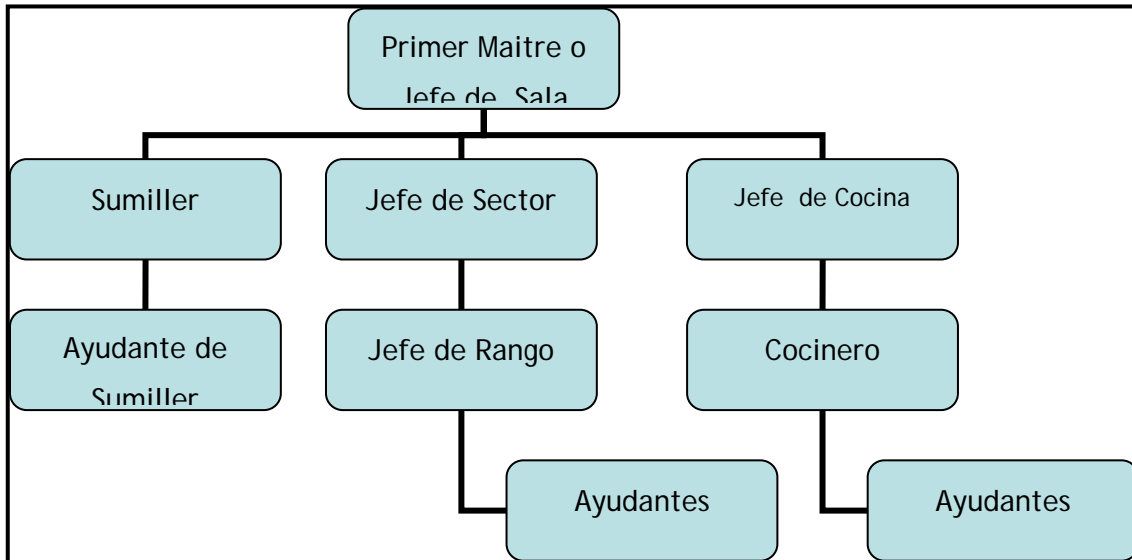 Primer Maitre o
Jefe de Sala
Sumiller
Jefe de Sector
Jefe de Cocina
Ayudante de
Sumiller
Jefe de Rango
Cocinero
Ayudantes
Ayudantes